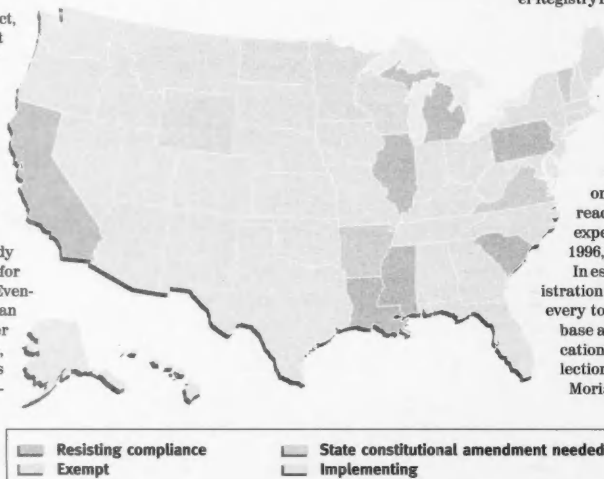 el Registry
ct,
t
dy
for
Even-
an
er
,
s
-
on
read
expe
1996,
In es
istration
every to
base a
cation
lection
Moris
Resisting compliance
State constitutional amendment needed
Exempt
Implementing